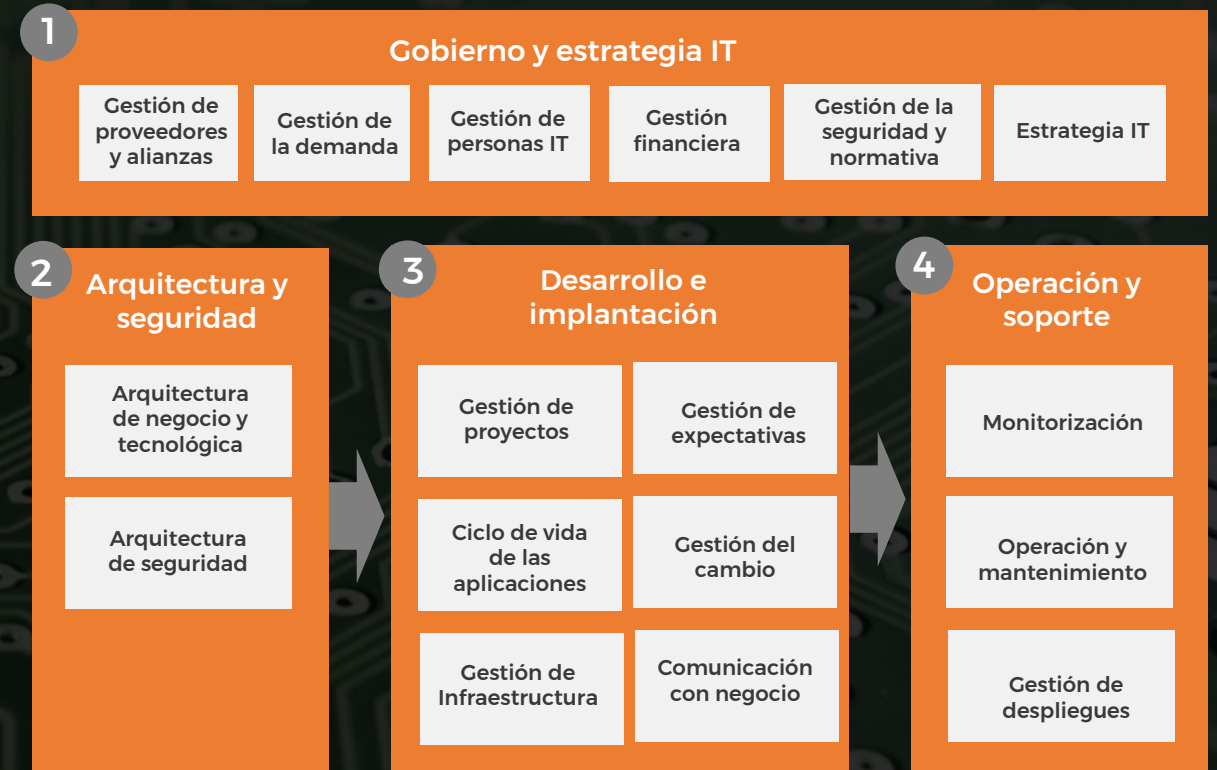 1
Gobierno y estrategia IT
Gestión de
proveedores
y alianzas
Gestión de
la demanda
Gestión de
personas IT
Gestión
financiera
Gestión de la
seguridad y
normativa
Estrategia IT
2
Arquitectura y
seguridad
Arquitectura
de negocio y
tecnológica
Arquitectura
de seguridad
3
Desarrollo e
implantación
Gestión de
proyectos
Gestión de
expectativas
Ciclo de vida
de las
aplicaciones
Gestión del
cambio
Gestión de
Infraestructura
Comunicación
con negocio
4
Operación y
soporte
Monitorización
Operación y
mantenimiento
Gestión de
despliegues